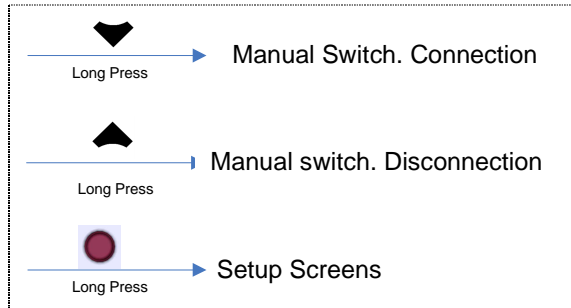 Manual Switch. Connection
Long Press
Manual switch. Disconnection
Long Press
Setup Screens
Long Press